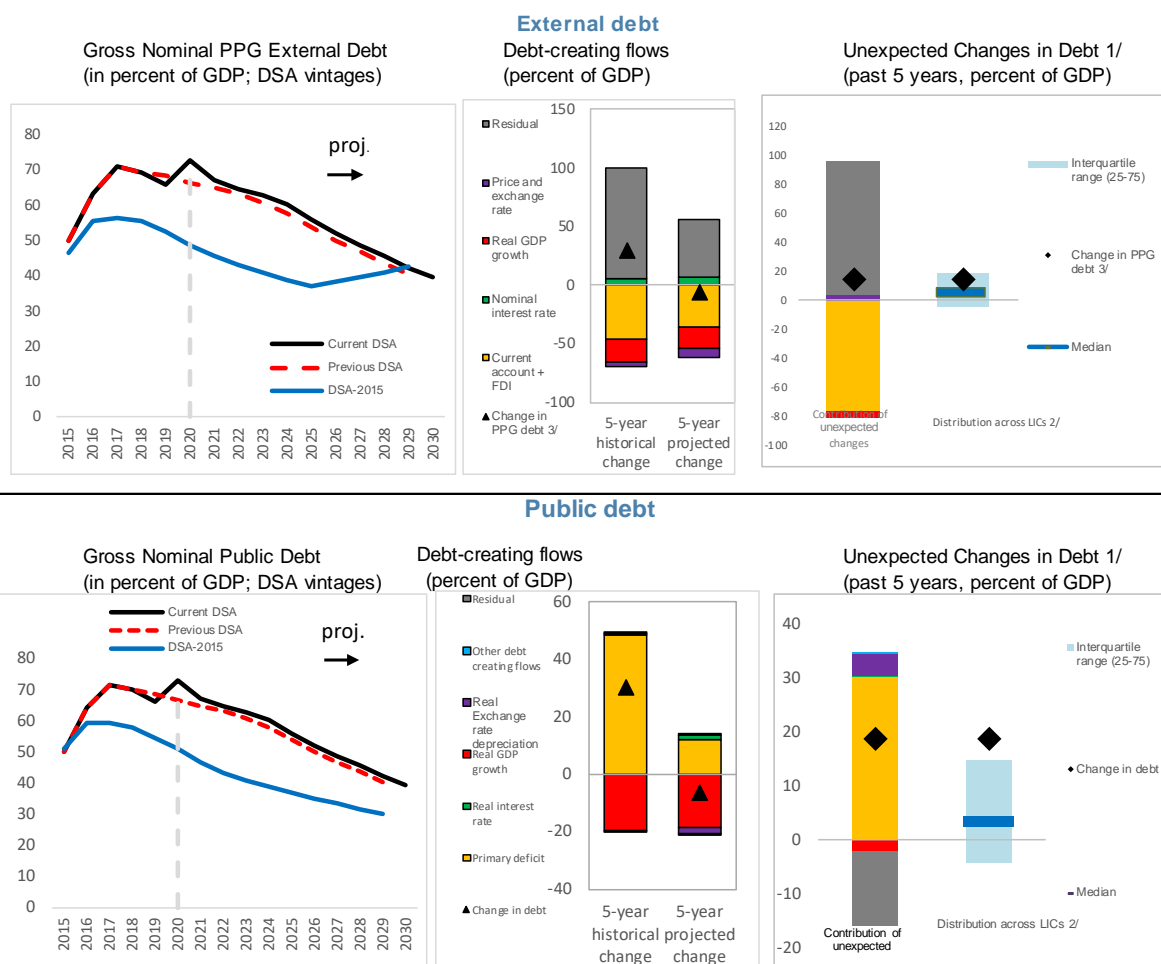 External debt
Gross Nominal PPG External Debt
(in percent of GDP; DSA vintages)
Debt-creating flows
(percent of GDP)
Unexpected Changes in Debt 1/
(past 5 years, percent of GDP)
80
70
60
50
40
30
20
10
0
proj.
Current DSA
Previous DSA
DSA-2015
2015
2016
2017
2018
2019
2020
2021
2022
2023
2024
2025
2026
2027
2028
2029
2030
Residual
Price and
exchange
rate
Real GDP
growth
Nominal
interest rate
Current
account +
FDI
Change in
PPG debt 3/
150
100
50
0
-50
-100
5-year
historical
change
5-year
projected
change
120
100
80
60
40
20
0
-20
-40
-60
-80
-100
Contribution of
unexpected
changes
Distribution across LICs 2/
Interquartile
range (25-75)
Change in PPG
debt 3/
Median
Public debt
Gross Nominal Public Debt
(in percent of GDP; DSA vintages)
Debt-creating flows
(percent of GDP)
Unexpected Changes in Debt 1/
(past 5 years, percent of GDP)
Current DSA
Previous DSA
DSA-2015
proj.
80
70
60
50
40
30
20
10
0
2015
2016
2017
2018
2019
2020
2021
2022
2023
2024
2025
2026
2027
2028
2029
2030
Residual
Other debt
creating flows
Real
Exchange
rate
depreciation
Real GDP
growth
Real interest
rate
Primary deficit
Change in debt
60
40
20
0
-20
-40
5-year
historical
change
5-year
projected
change
40
30
20
10
0
-10
-20
Contribution of
unexpected
Distribution across LICs 2/
Interquartile
range (25-75)
Change in debt
Median